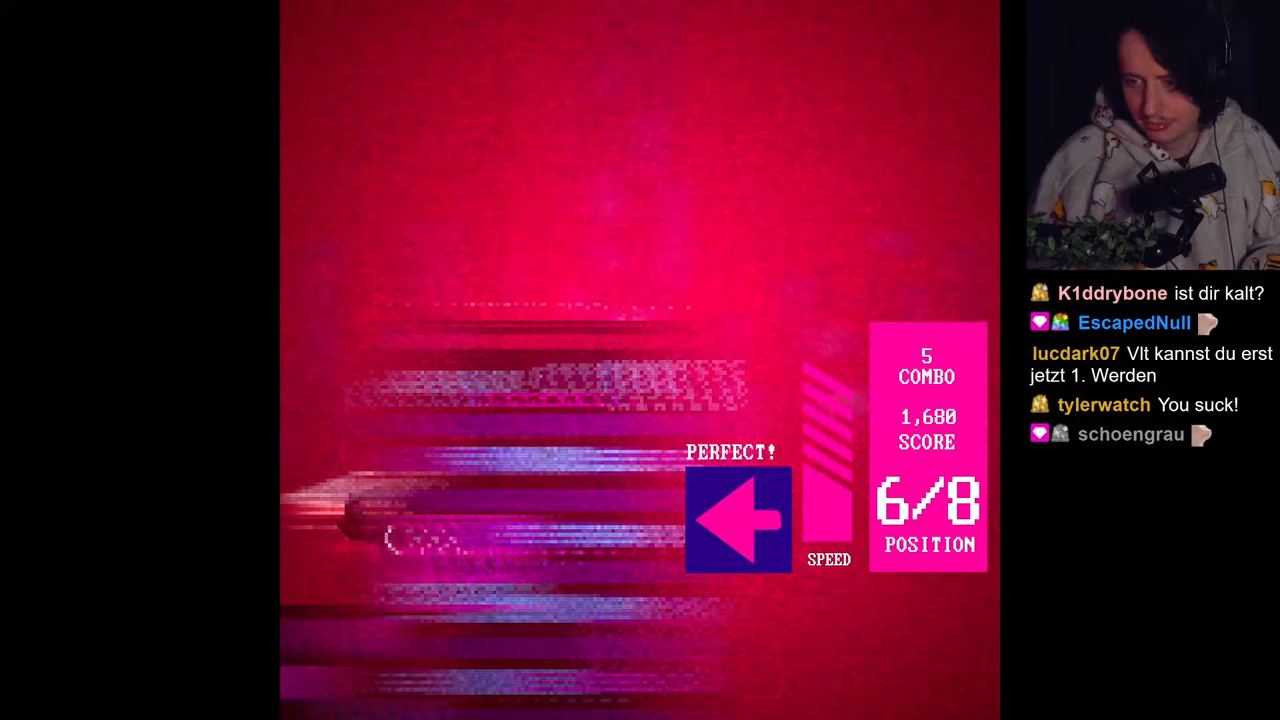 PERFECT!
SPEED
5
COMBO
1,680
SCORE
6/8
POSITION
K1ddrybone ist dir kalt?
EscapedNull
lucdark07 Vlt kannst du erst
jetzt 1. Werden
tylerwatch You suck!
schoengrau